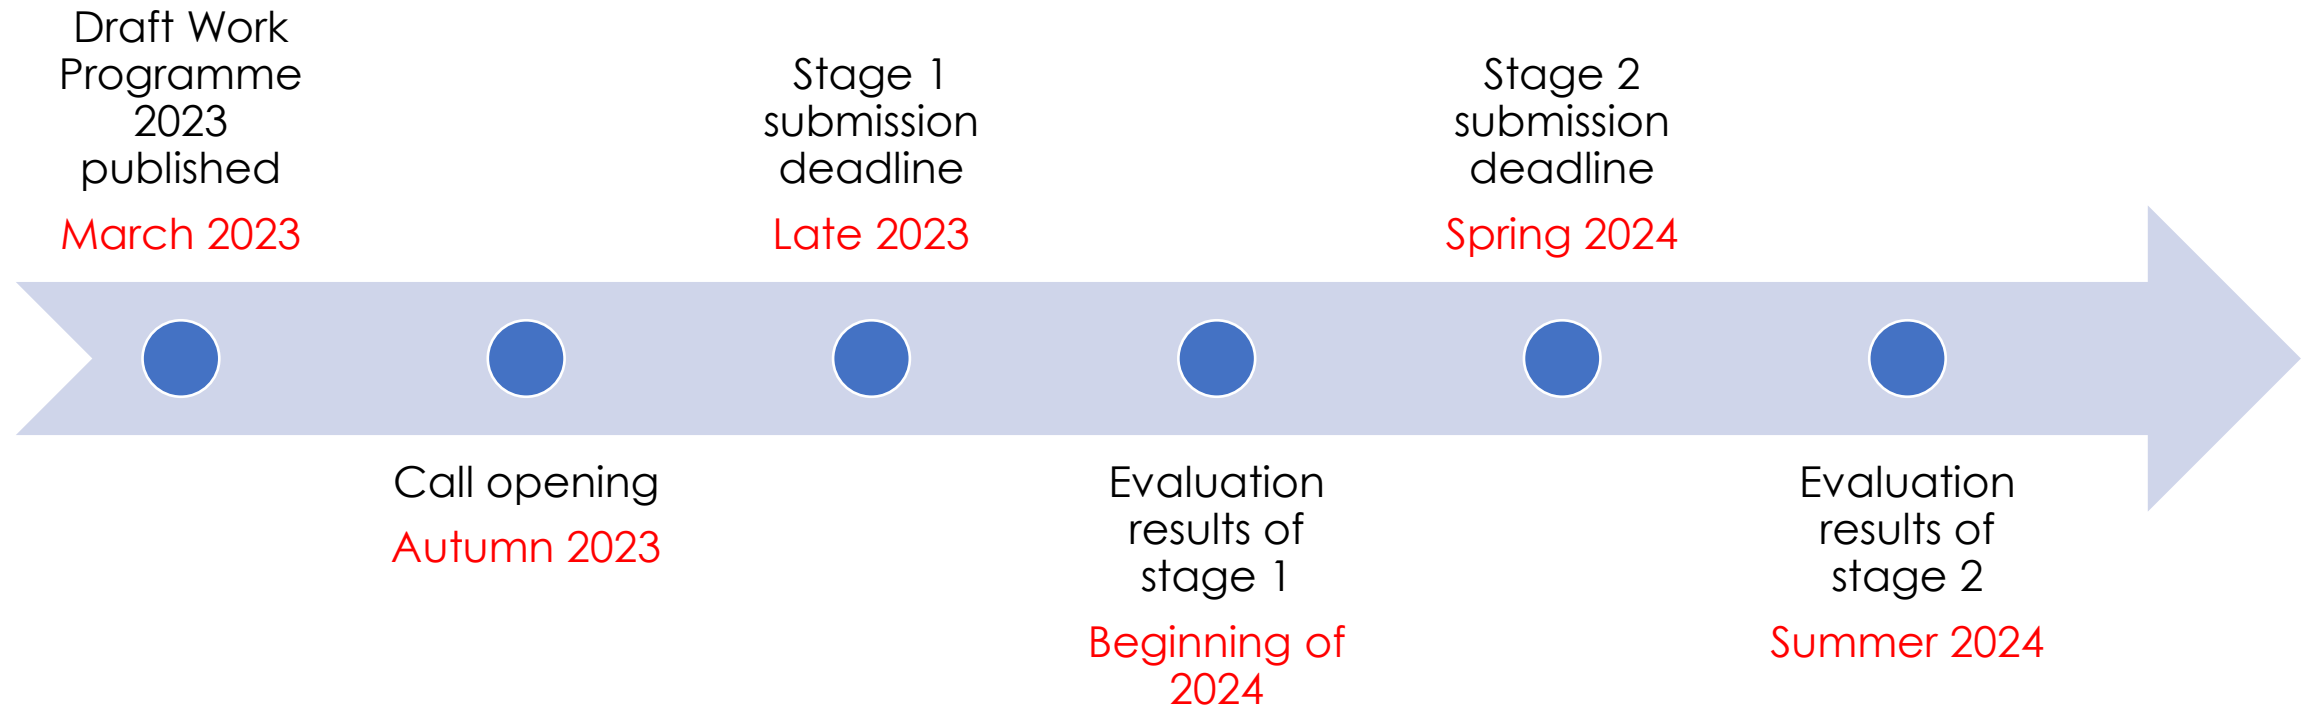 Draft Work
Programme
2023
published
March 2023
Call opening
Autumn 2023
Stage 1
submission
deadline
Late 2023
Evaluation
results of
stage 1
Beginning of
2024
Stage 2
submission
deadline
Spring 2024
Evaluation
results of
stage 2
Summer 2024